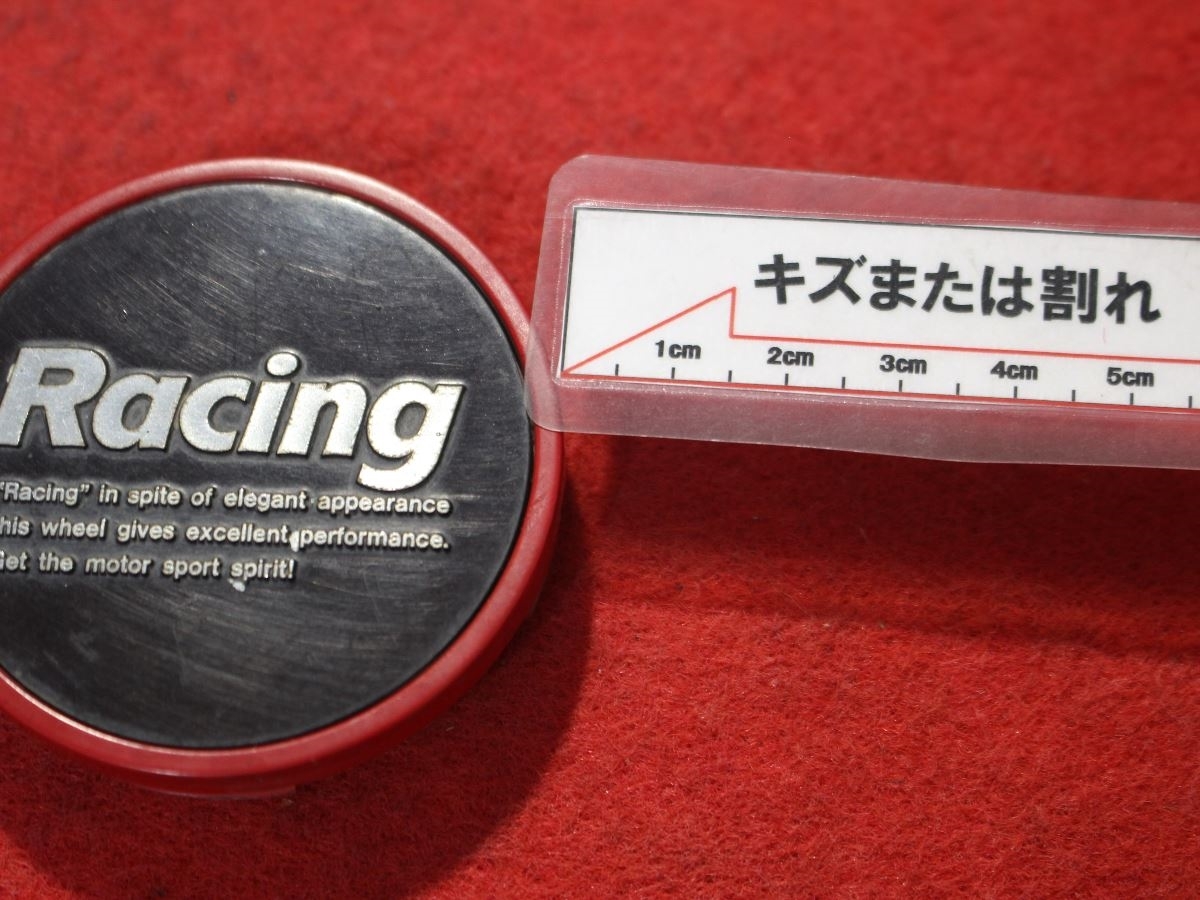 Racing
"Racing" in spite of elegant appearance
his wheel gives excellent performance.
et the motor sport spirit!
キズまたは割れ
1cm 2cm 3cm 4cm 5cm